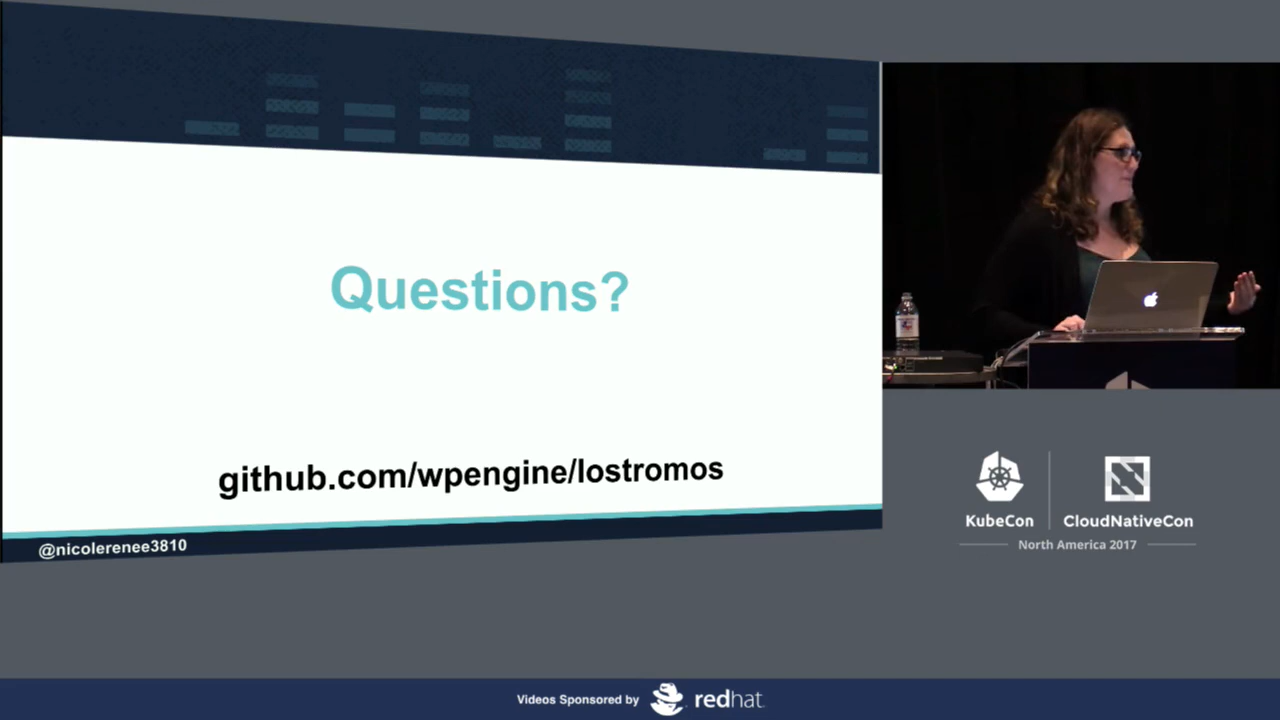 Questions?
github.com/wpengine/lostromos
@nicolerenee3810
KubeCon
CloudNativeCon
North America 2017
Videos Sponsored by
redhat